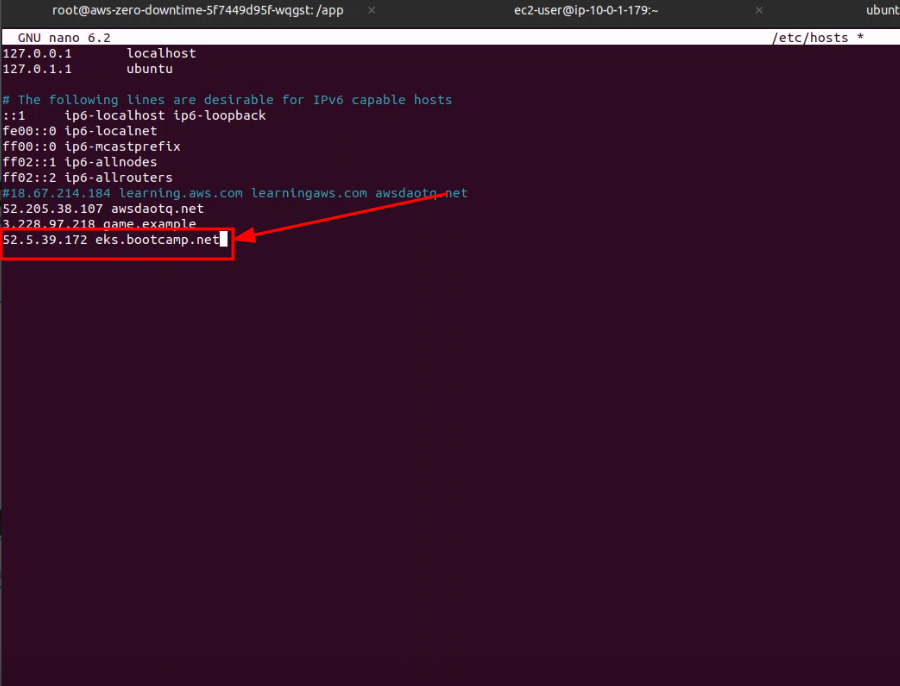 root@aws-zero-downtime-5f7449d95f-wqgst: /app × ec2-user@ip-10-0-1-179:~ × ubunt
GNU nano 6.2 /etc/hosts *
127.0.0.1 localhost
127.0.1.1 ubuntu
# The following lines are desirable for IPv6 capable hosts
::1 ip6-localhost ip6-loopback
fe00::0 ip6-localnet
ff00::0 ip6-mcastprefix
ff02::1 ip6-allnodes
ff02::2 ip6-allrouters
#18.67.214.184 learning.aws.com learningaws.com awsdaotq.net
52.205.38.107 awsdaotq.net
3.228.97.218 game.example
52.5.39.172 eks.bootcamp.net